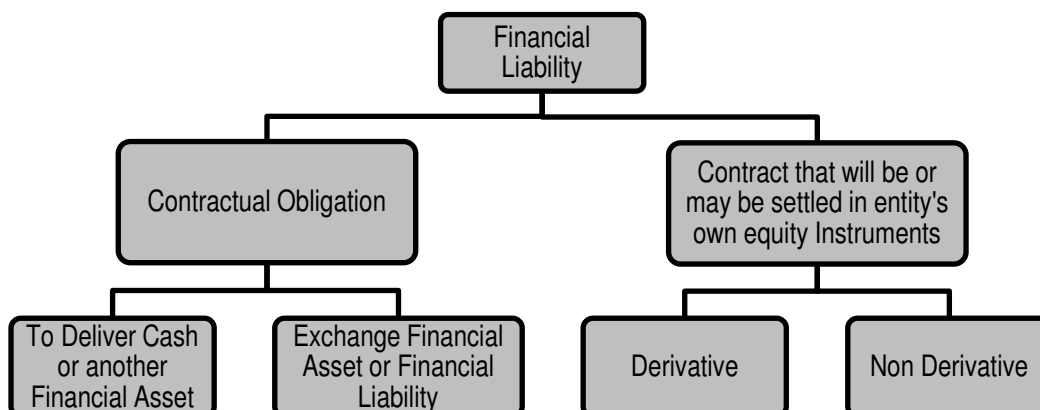 Financial
Liability
Contractual Obligation
Contract that will be or
may be settled in entity's
own equity Instruments
To Deliver Cash
or another
Financial Asset
Exchange Financial
Asset or Financial
Liability
Derivative
Non Derivative